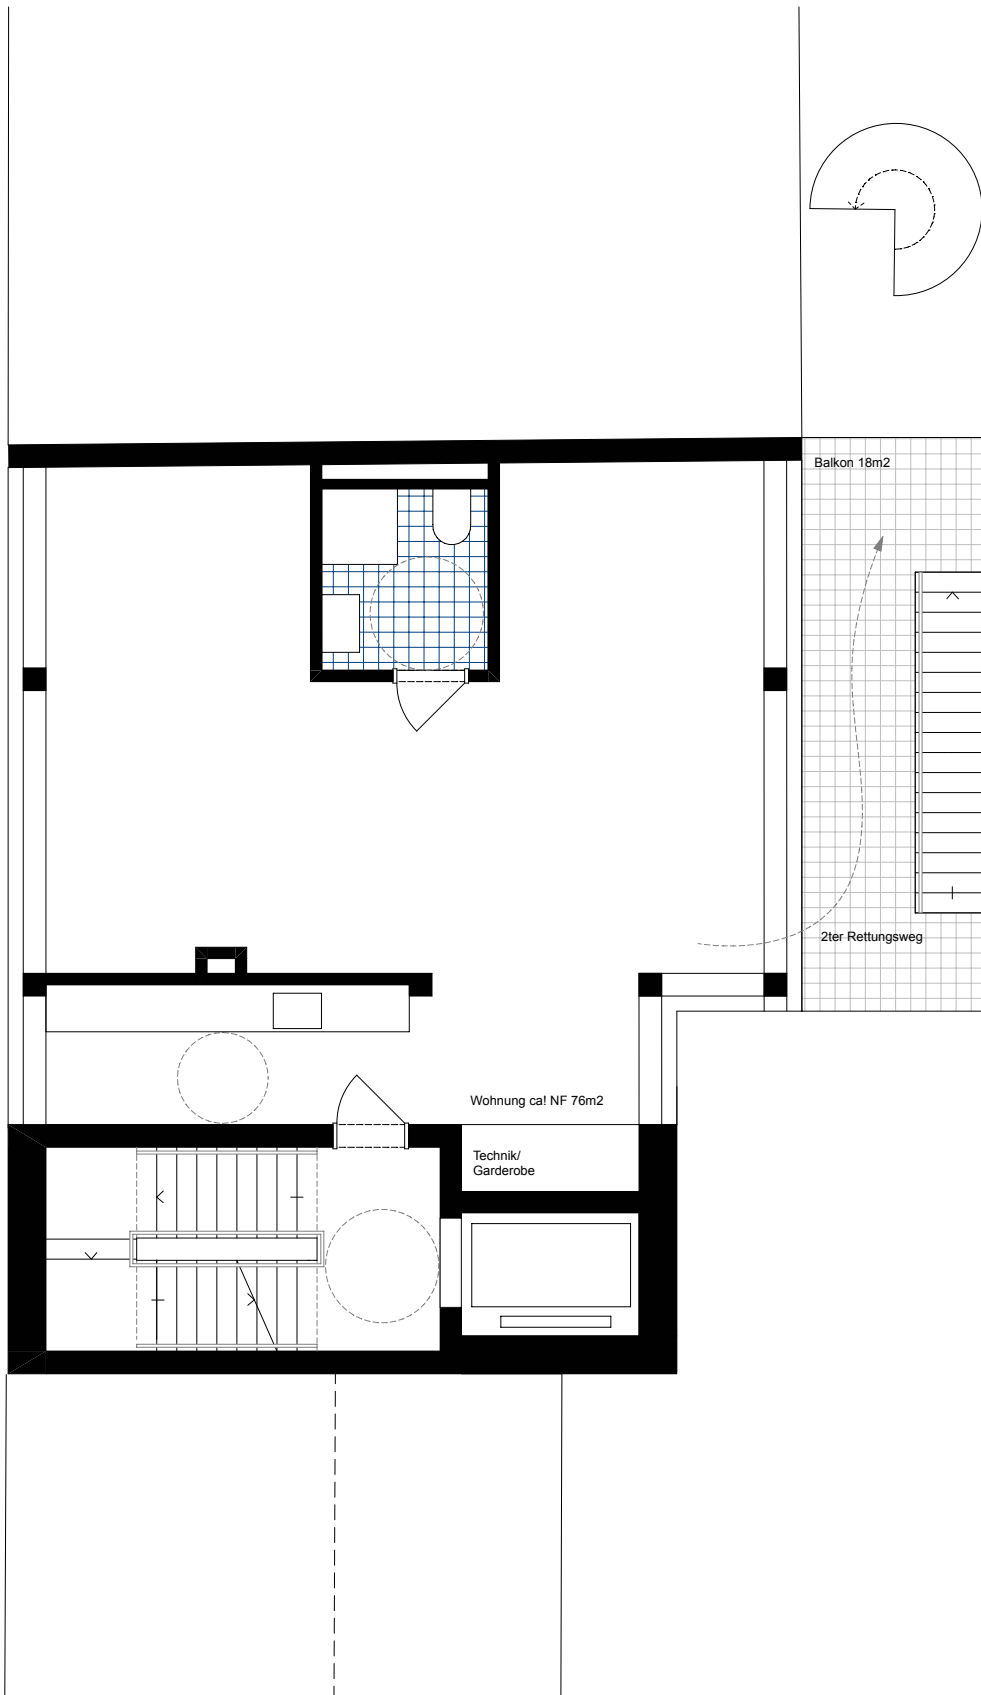 Balkon 18m2
2ter Rettungsweg
Wohnung ca! NF 76m2
Technik/
Garderobe